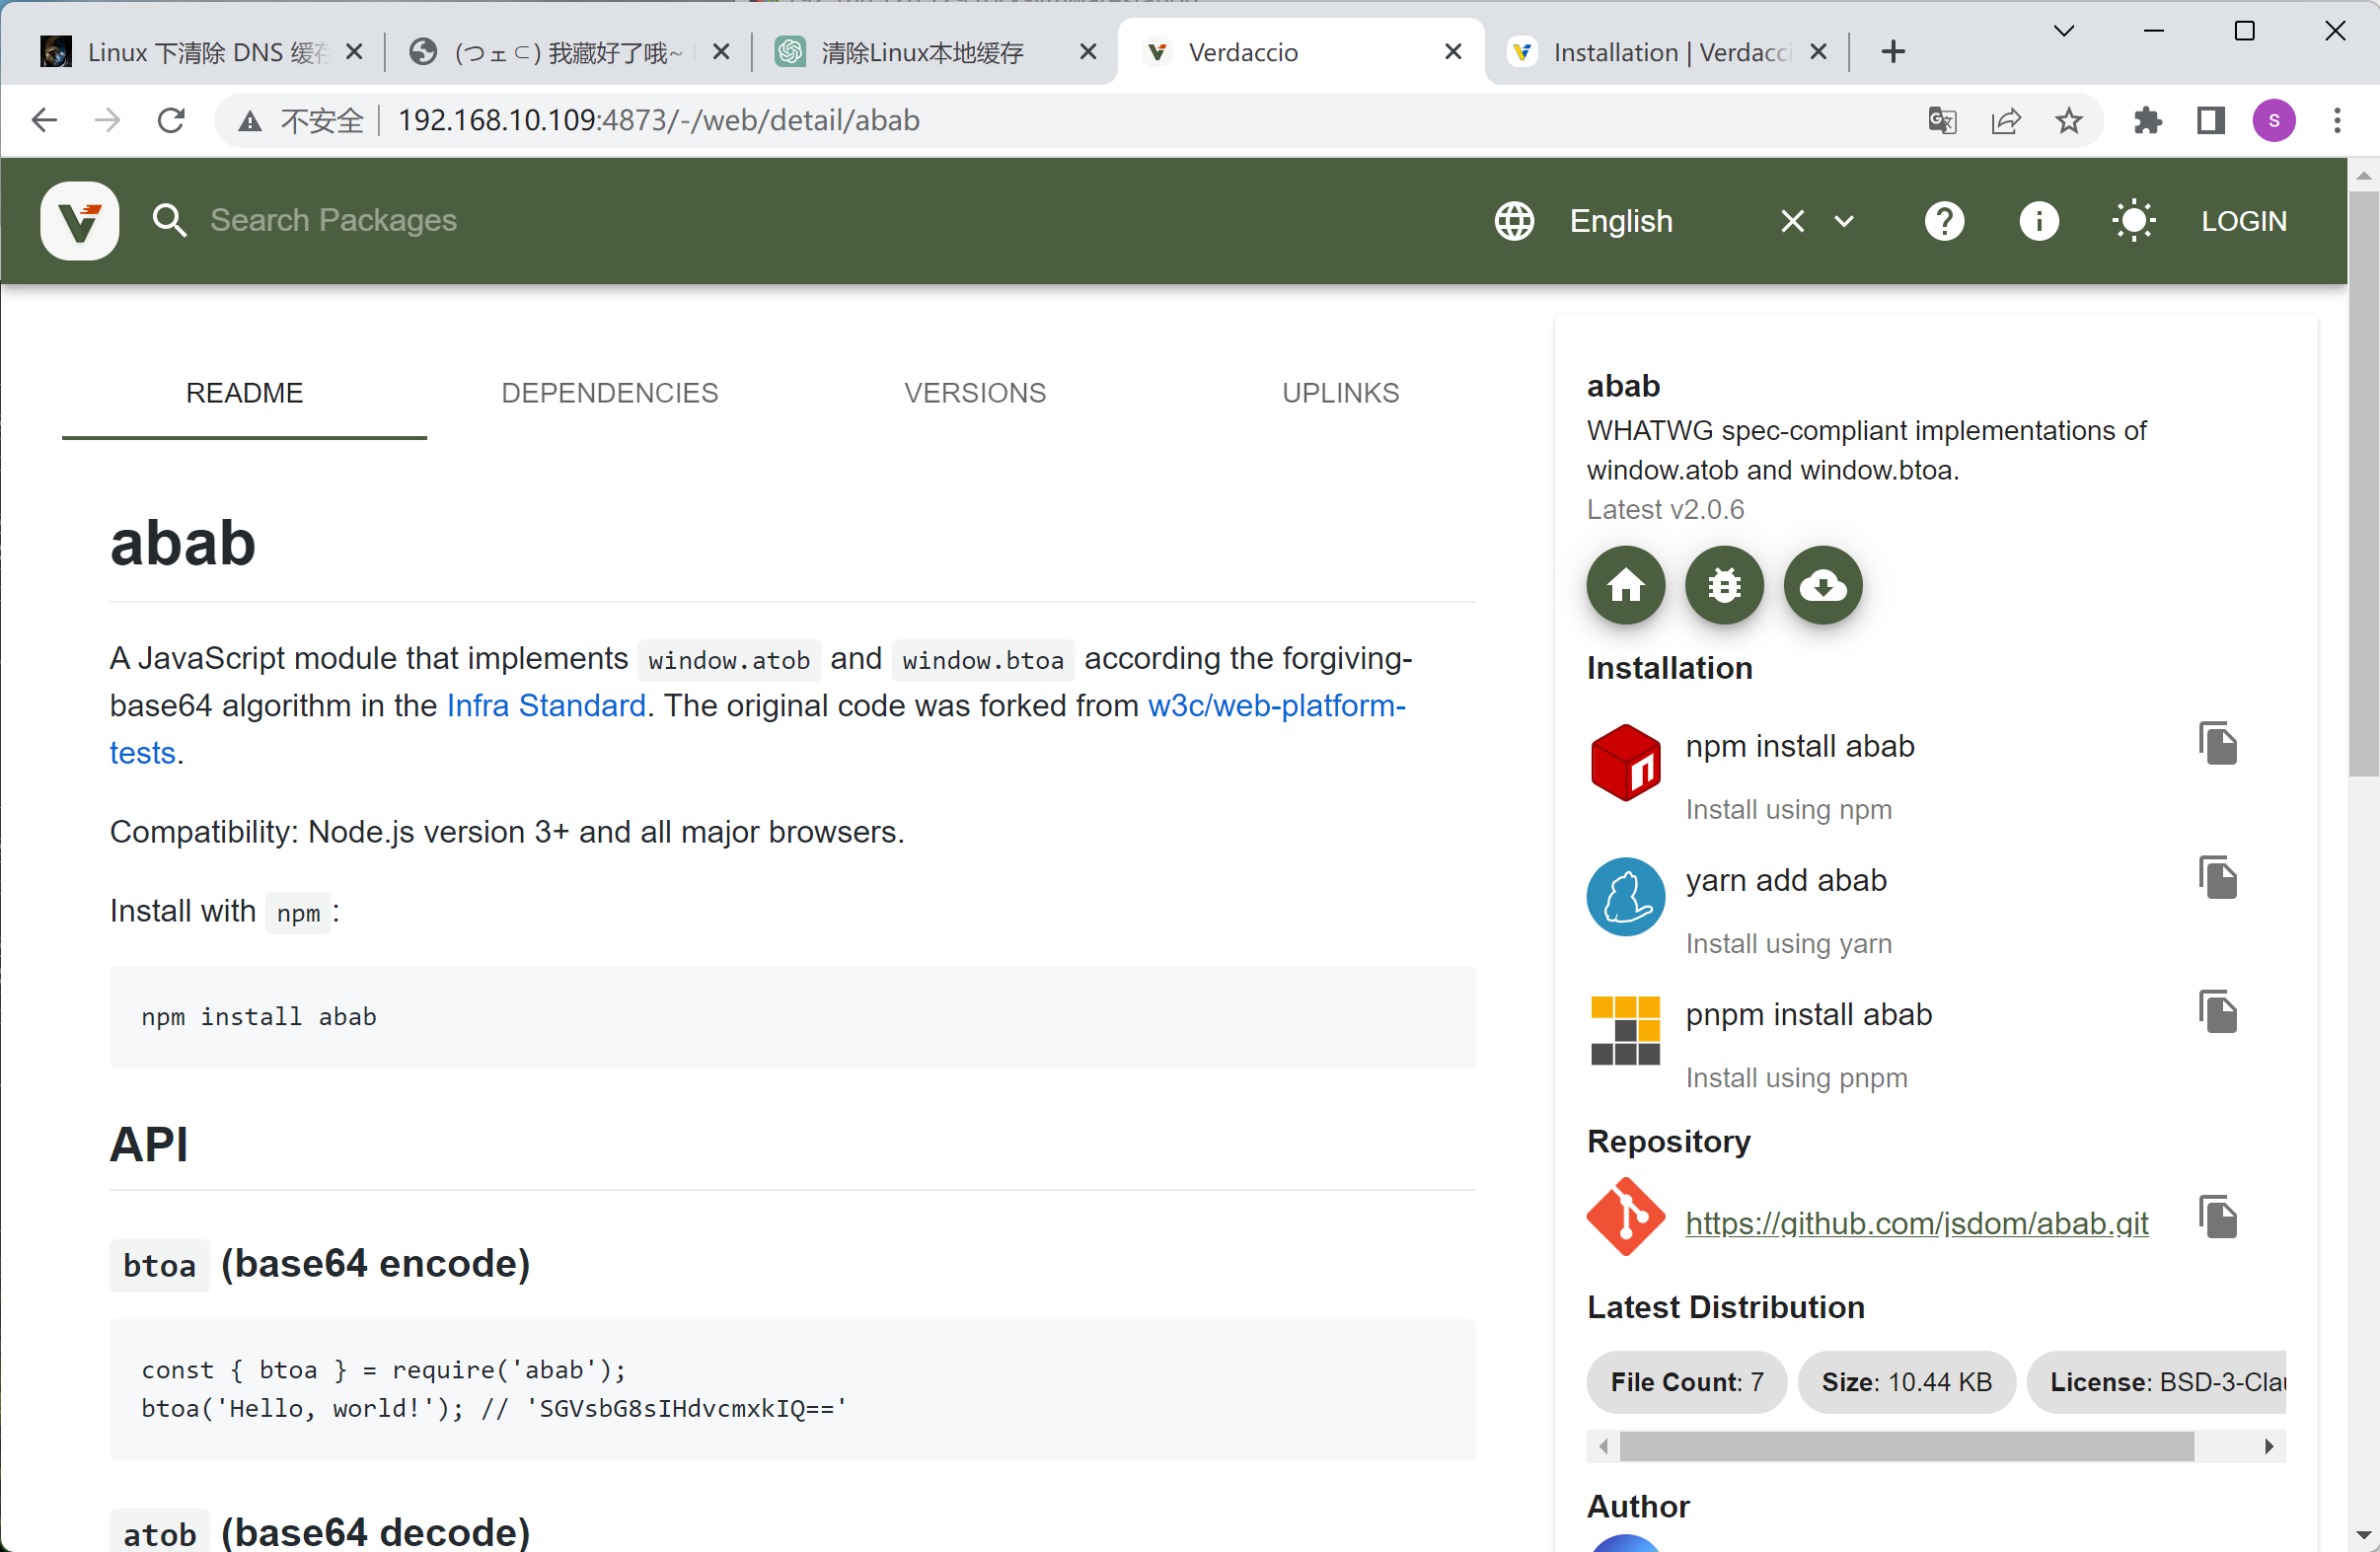 Linux 下清除 DNS 缓存
(つェ⊂) 我藏好了哦~
清除Linux本地缓存
Verdaccio
Installation | Verdacci
不安全
192.168.10.109:4873/-/web/detail/abab
S
Search Packages
English
LOGIN
README
DEPENDENCIES
VERSIONS
UPLINKS
abab
A JavaScript module that implements window.atob and window.btoa according the forgiving-
base64 algorithm in the Infra Standard. The original code was forked from w3c/web-platform-
tests.
Compatibility: Node.js version 3+ and all major browsers.
Install with npm:
npm install abab
API
btoa (base64 encode)
const { btoa } = require('abab');
btoa('Hello, world!'); // 'SGVsbG8sIHdvcmxkIQ=='
atob (base64 decode)
abab
WHATWG spec-compliant implementations of
window.atob and window.btoa.
Latest v2.0.6
Installation
npm install abab
Install using npm
yarn add abab
Install using yarn
pnpm install abab
Install using pnpm
Repository
https://github.com/jsdom/abab.git
Latest Distribution
File Count: 7
Size: 10.44 KB
License: BSD-3-Clau
Author